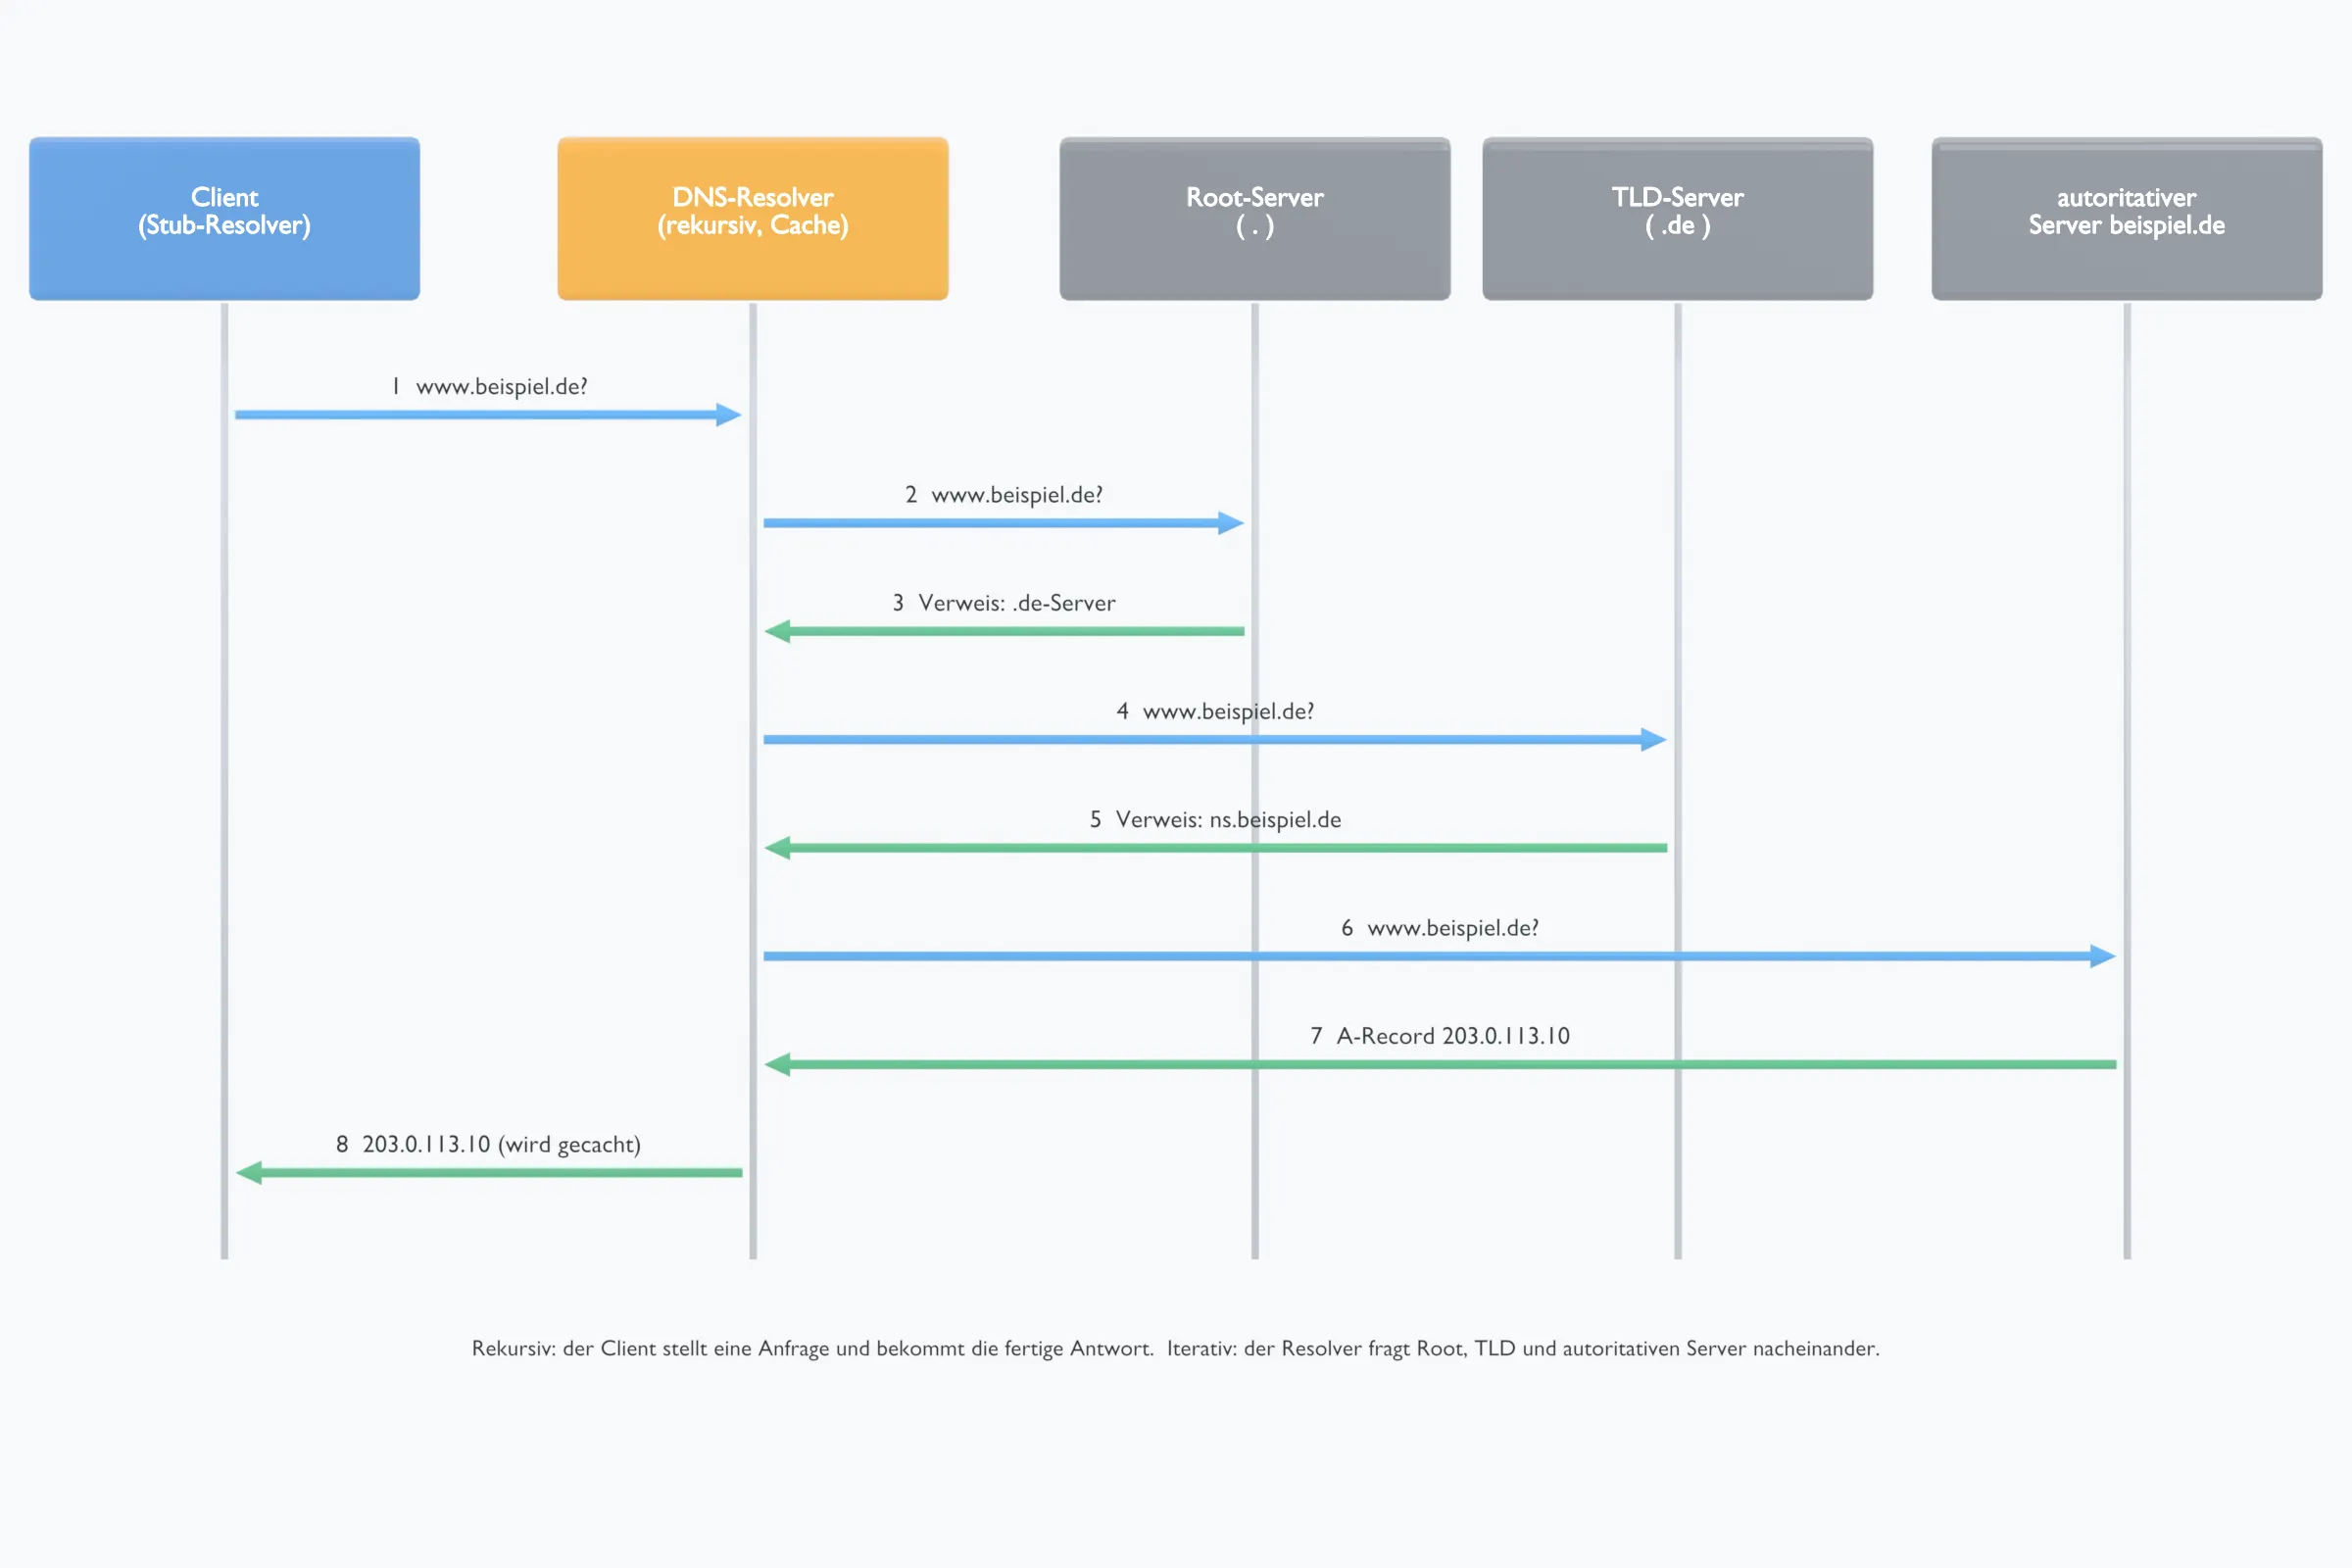 Client
(Stub-Resolver)
DNS-Resolver
(rekursiv, Cache)
Root-Server
( . )
TLD-Server
( .de )
autoritativer
Server beispiel.de
1 www.beispiel.de?
2 www.beispiel.de?
3 Verweis: .de-Server
4 www.beispiel.de?
5 Verweis: ns.beispiel.de
6 www.beispiel.de?
7 A-Record 203.0.113.10
8 203.0.113.10 (wird gecacht)
Rekursiv: der Client stellt eine Anfrage und bekommt die fertige Antwort. Iterativ: der Resolver fragt Root, TLD und autoritativen Server nacheinander.